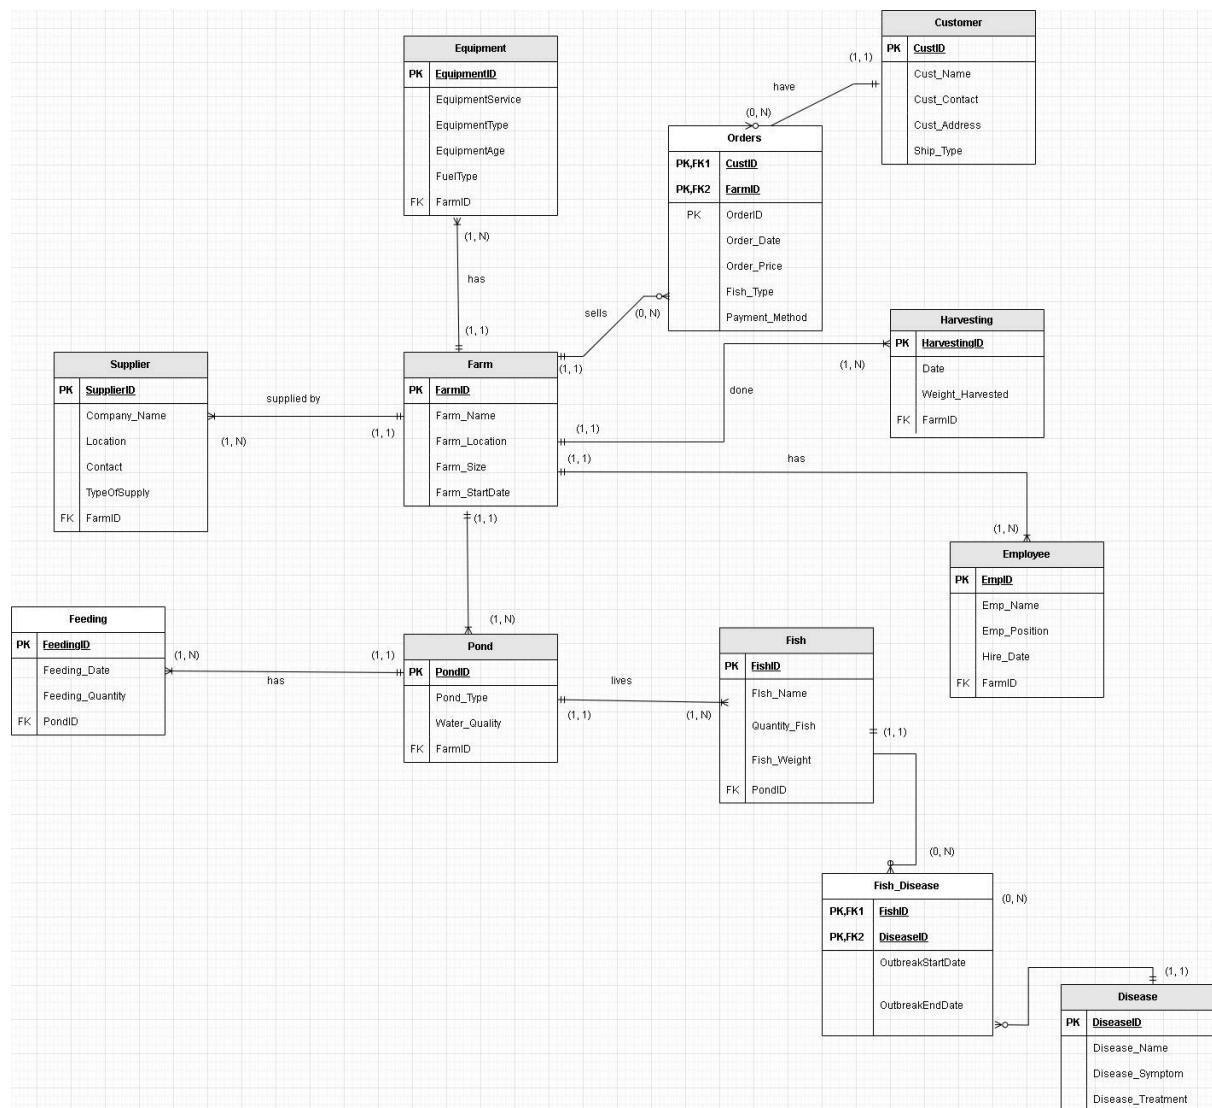 Customer
PK CustID
Cust_Name
Cust_Contact
Cust_Address
Ship_Type
(1, 1)
have
(0, N)
Equipment
PK EquipmentID
EquipmentService
EquipmentType
EquipmentAge
FuelType
FK FarmID
(1, N)
has
(1, 1)
Orders
PK,FK1 CustID
PK,FK2 FarmID
PK OrderID
Order_Date
Order_Price
Fish_Type
Payment_Method
sells
(0, N)
(1, 1)
Harvesting
PK HarvestingID
Date
Weight_Harvested
FK FarmID
(1, N)
done
(1, 1)
Supplier
PK SupplierID
Company_Name
Location
Contact
TypeOfSupply
FK FarmID
supplied by
(1, N)
(1, 1)
Farm
PK FarmID
Farm_Name
Farm_Location
Farm_Size
Farm_StartDate
(1, 1)
has
(1, N)
Employee
PK EmpID
Emp_Name
Emp_Position
Hire_Date
FK FarmID
(1, 1)
(1, N)
Feeding
PK FeedingID
Feeding_Date
Feeding_Quantity
FK PondID
(1, N)
has
(1, 1)
Pond
PK PondID
Pond_Type
Water_Quality
FK FarmID
lives
(1, 1)
(1, N)
Fish
PK FishID
FIsh_Name
Quantity_Fish
Fish_Weight
FK PondID
(1, 1)
(0, N)
Fish_Disease
PK,FK1 FishID
PK,FK2 DiseaseID
OutbreakStartDate
OutbreakEndDate
(0, N)
(1, 1)
Disease
PK DiseaseID
Disease_Name
Disease_Symptom
Disease_Treatment